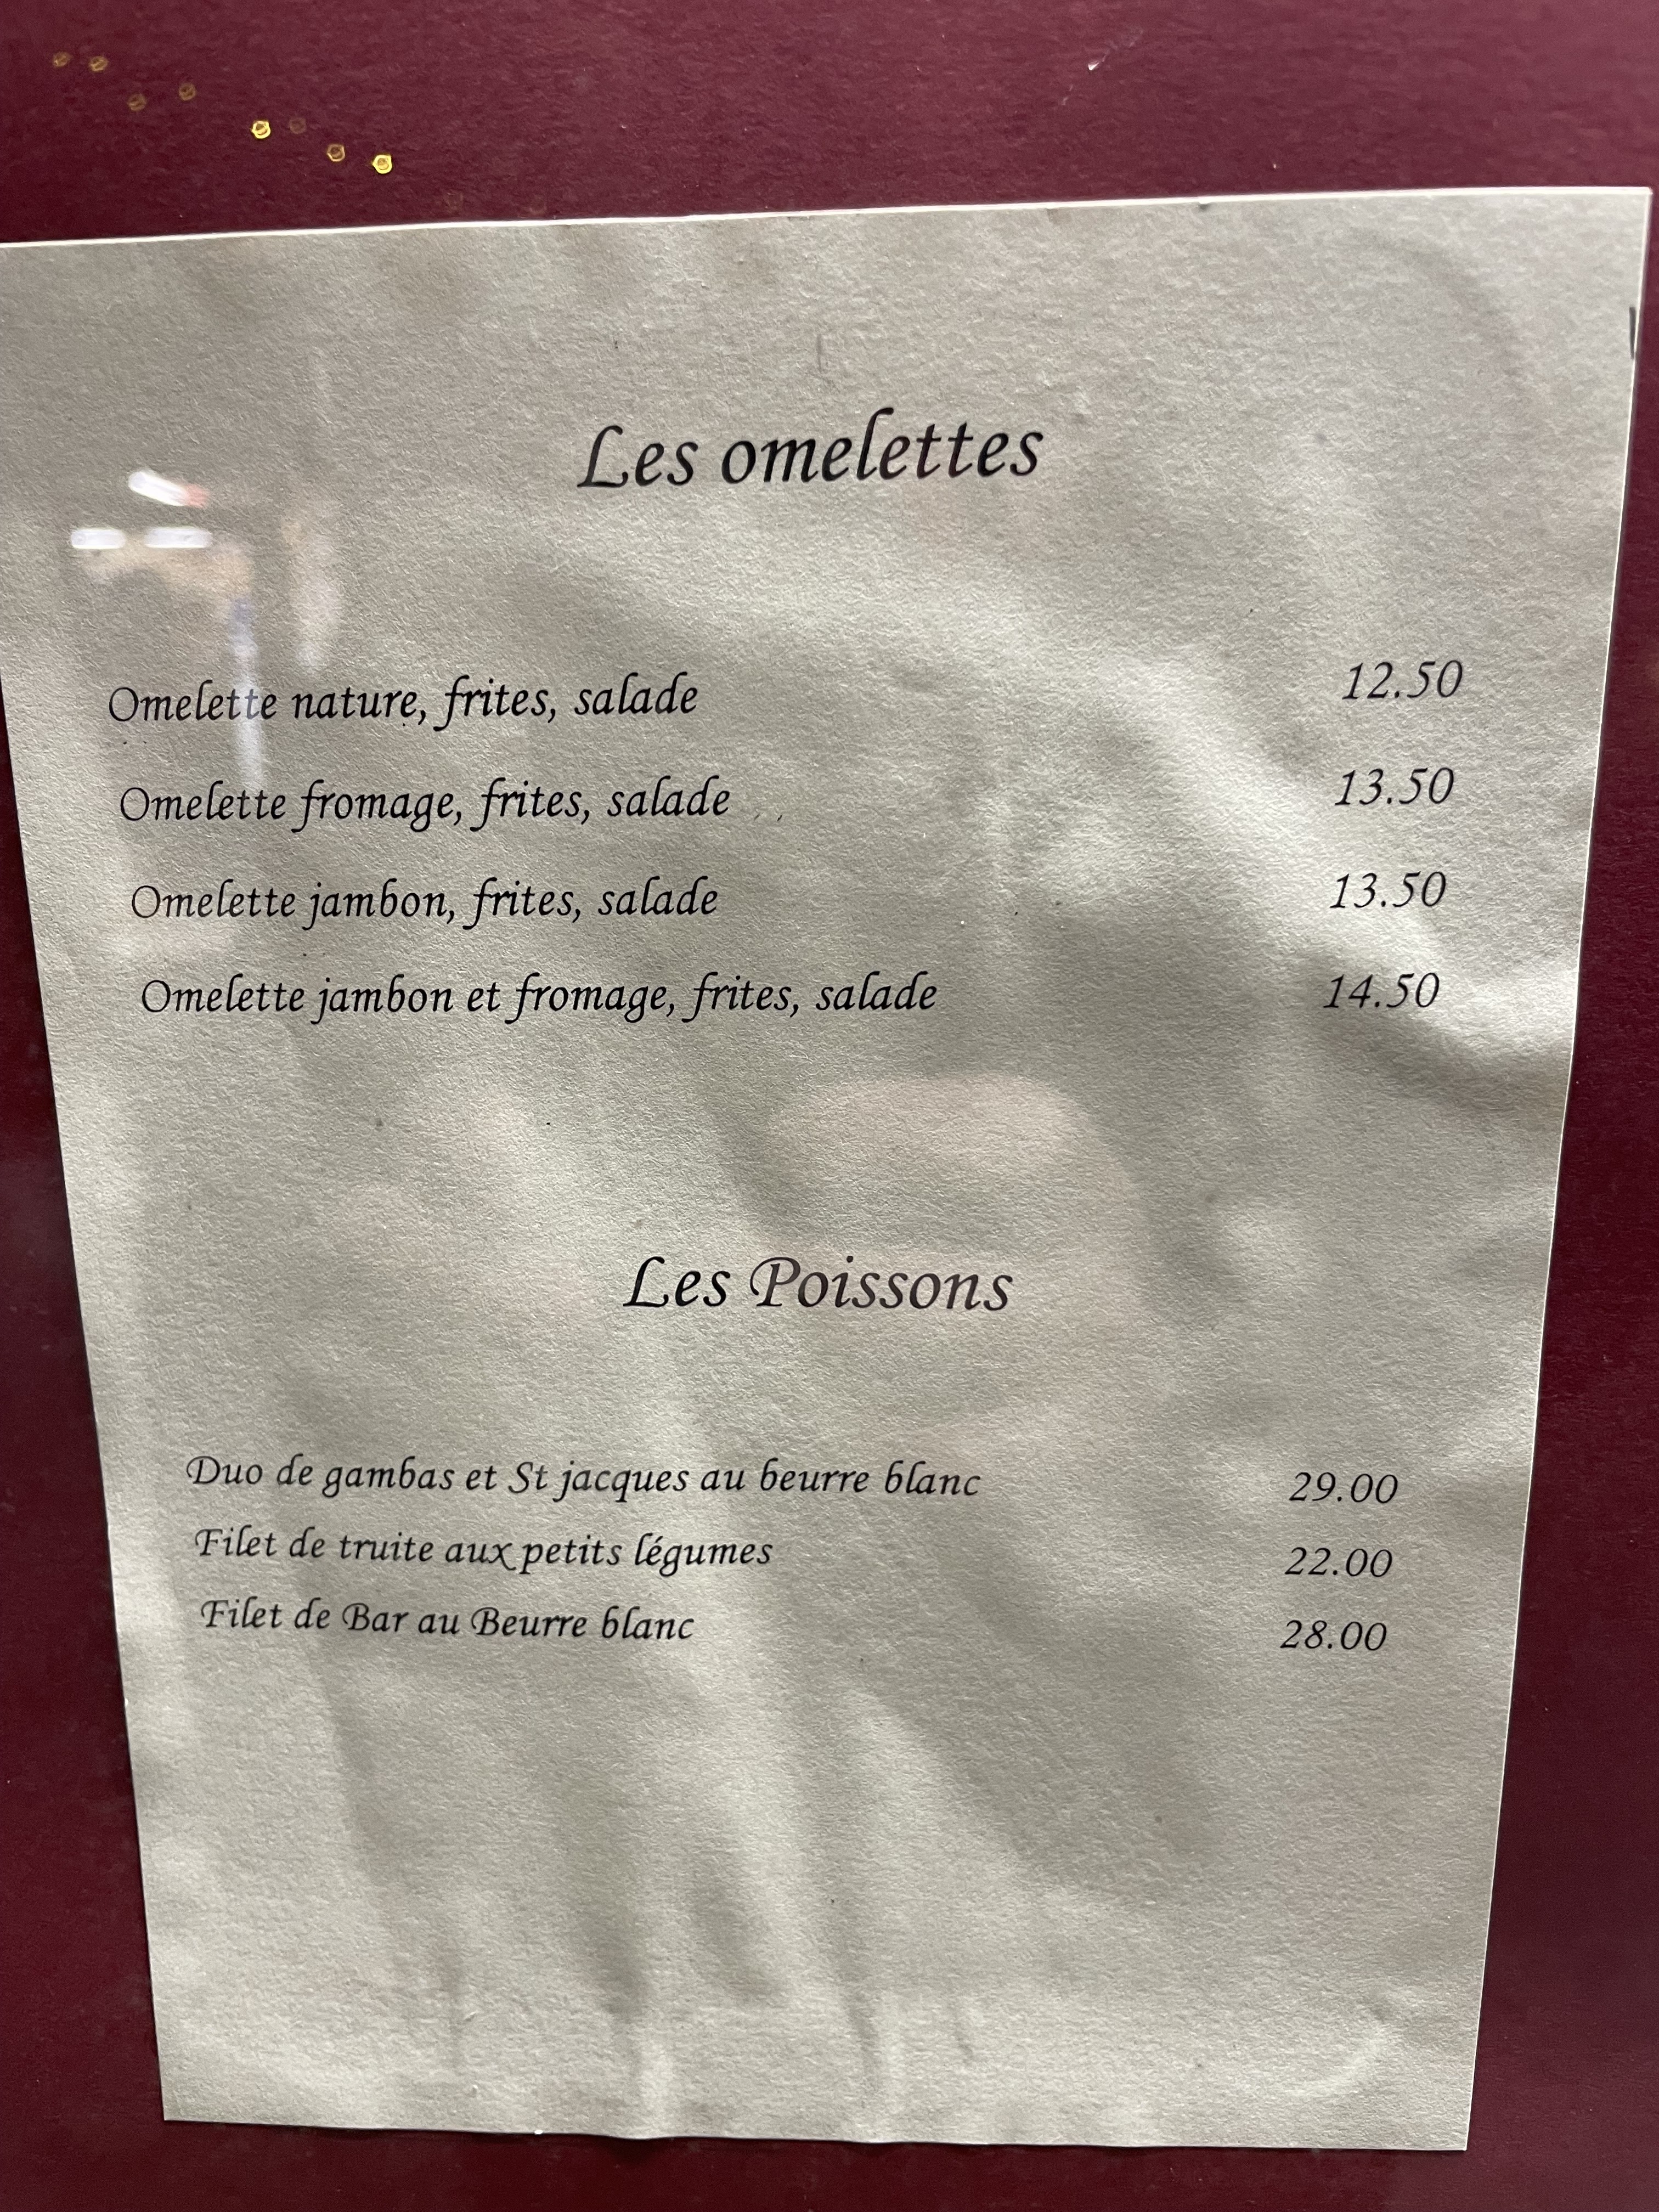 Les omelettes
Omelette nature, frites, salade 12.50
Omelette fromage, frites, salade 13.50
Omelette jambon, frites, salade 13.50
Omelette jambon et fromage, frites, salade 14.50
Les Poissons
Duo de gambas et St jacques au beurre blanc 29.00
Filet de truite aux petits légumes 22.00
Filet de Bar au Beurre blanc 28.00